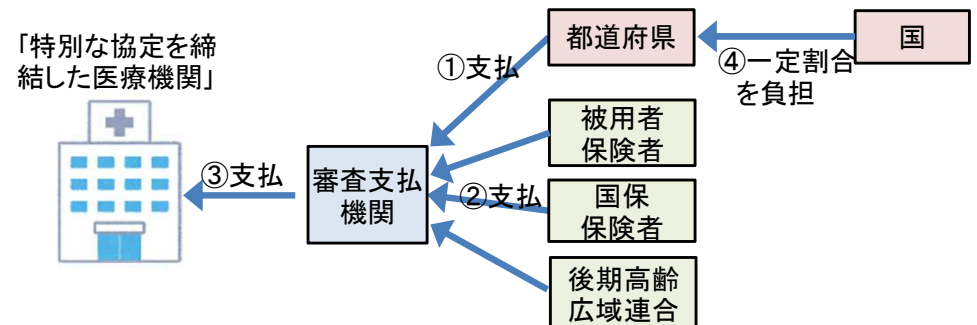 「特別な協定を締
結した医療機関」
①支払
都道府県
国
④一定割合
を負担
被用者
保険者
③支払
審査支払
機関
②支払
国保
保険者
後期高齢
広域連合